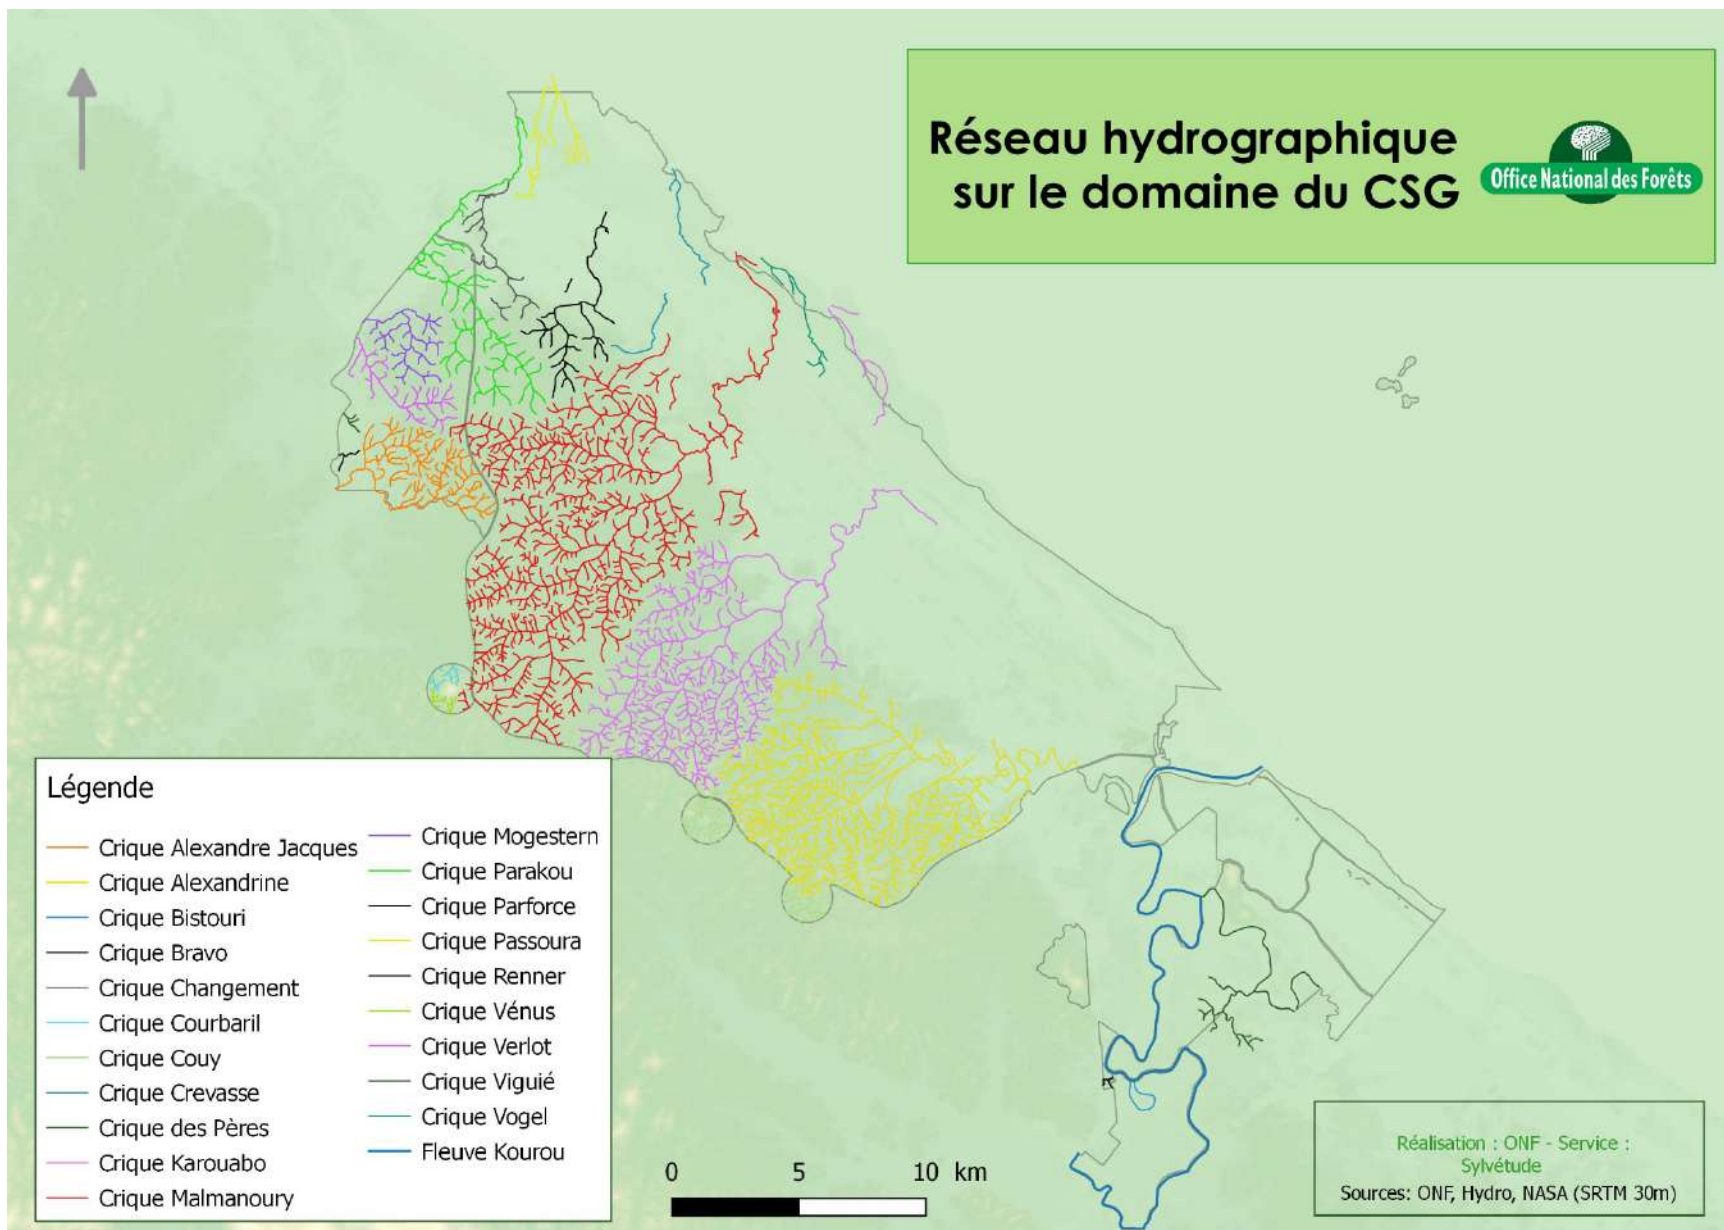 Réseau hydrographique
sur le domaine du CSG
Office National des Forêts
Légende
Crique Alexandre Jacques
Crique Alexandrine
Crique Bistouri
Crique Bravo
Crique Changement
Crique Courbaril
Crique Couy
Crique Crevasse
Crique des Pères
Crique Karouabo
Crique Malmanoury
Crique Mogestern
Crique Parakou
Crique Parforce
Crique Passoura
Crique Renner
Crique Vénus
Crique Verlot
Crique Viguié
Crique Vogel
Fleuve Kourou
0 5 10 km
Réalisation : ONF - Service :
Sylvétude
Sources: ONF, Hydro, NASA (SRTM 30m)